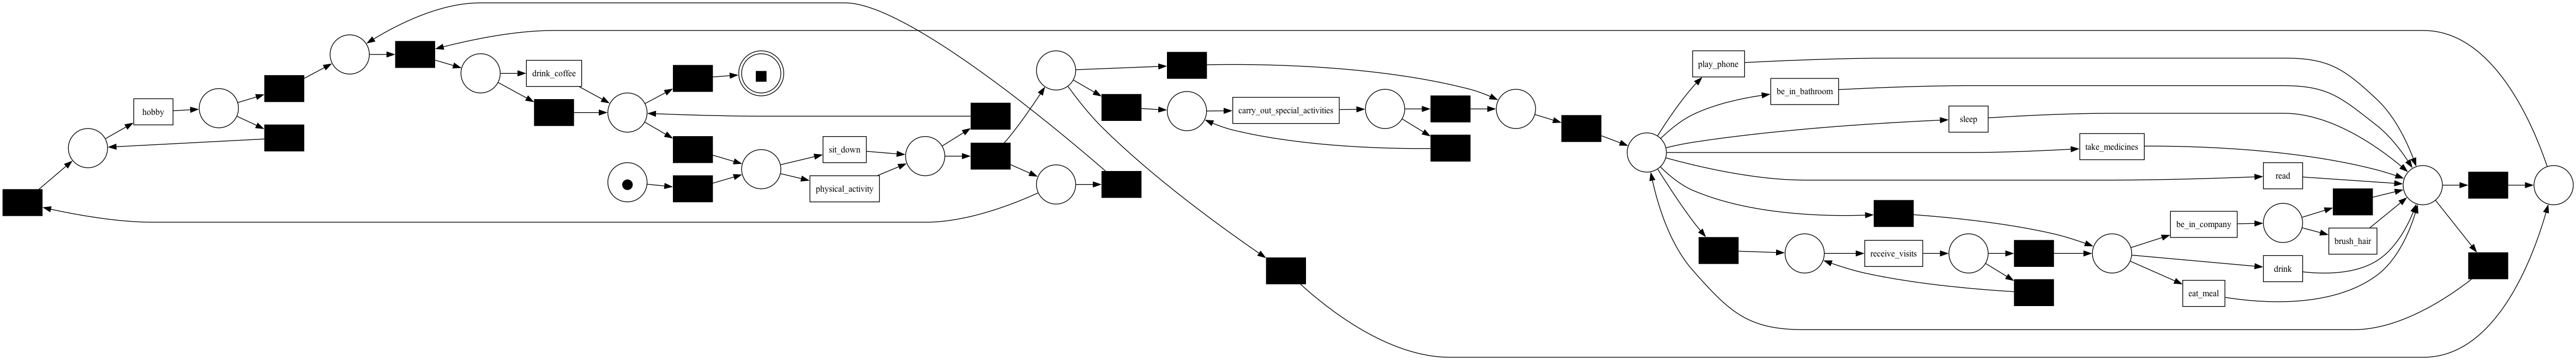 hobby
drink_coffee
sit_down
physical_activity
carry_out_special_activities
play_phone
be_in_bathroom
sleep
take_medicines
read
receive_visits
be_in_company
brush_hair
drink
eat_meal